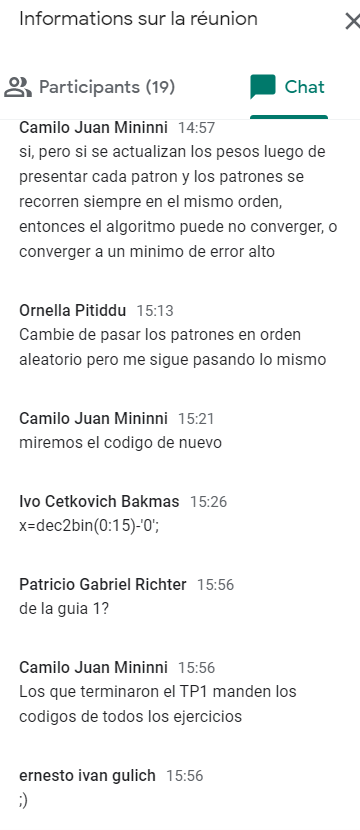 Informations sur la réunion
Participants (19)
Chat
Camilo Juan Mininni 14:57
si, pero si se actualizan los pesos luego de
presentar cada patron y los patrones se
recorren siempre en el mismo orden,
entonces el algoritmo puede no converger, o
converger a un minimo de error alto
Ornella Pitiddu 15:13
Cambie de pasar los patrones en orden
aleatorio pero me sigue pasando lo mismo
Camilo Juan Mininni 15:21
miremos el codigo de nuevo
Ivo Cetkovich Bakmas 15:26
x=dec2bin(0:15)-'0';
Patricio Gabriel Richter 15:56
de la guia 1?
Camilo Juan Mininni 15:56
Los que terminaron el TP1 manden los
codigos de todos los ejercicios
ernesto ivan gulich 15:56
;)